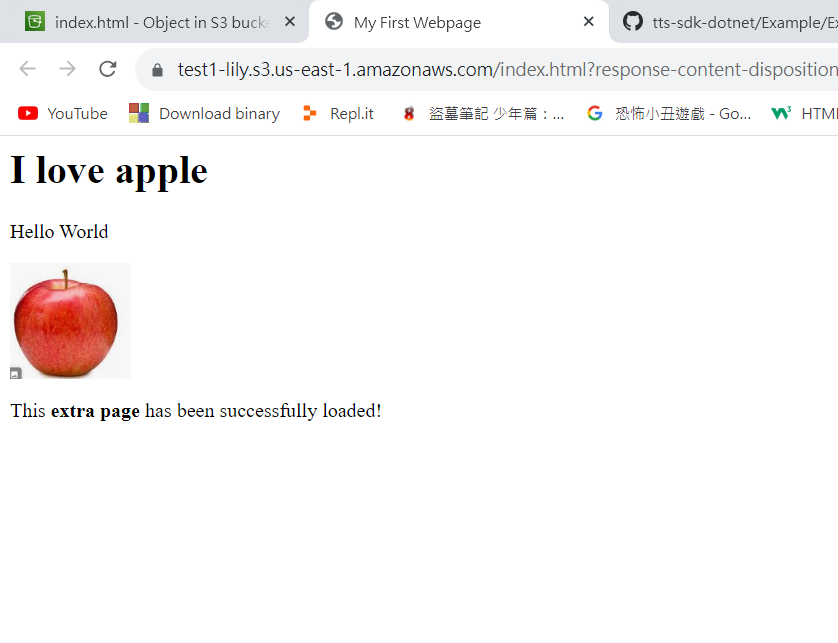 index.html - Object in S3 bucke
My First Webpage
tts-sdk-dotnet/Example/Ex
test1-lily.s3.us-east-1.amazonaws.com/index.html?response-content-disposition
YouTube
Download binary
Repl.it
盜墓筆記 少年篇：...
恐怖小丑遊戲 - Go...
HTML
I love apple
Hello World
This extra page has been successfully loaded!